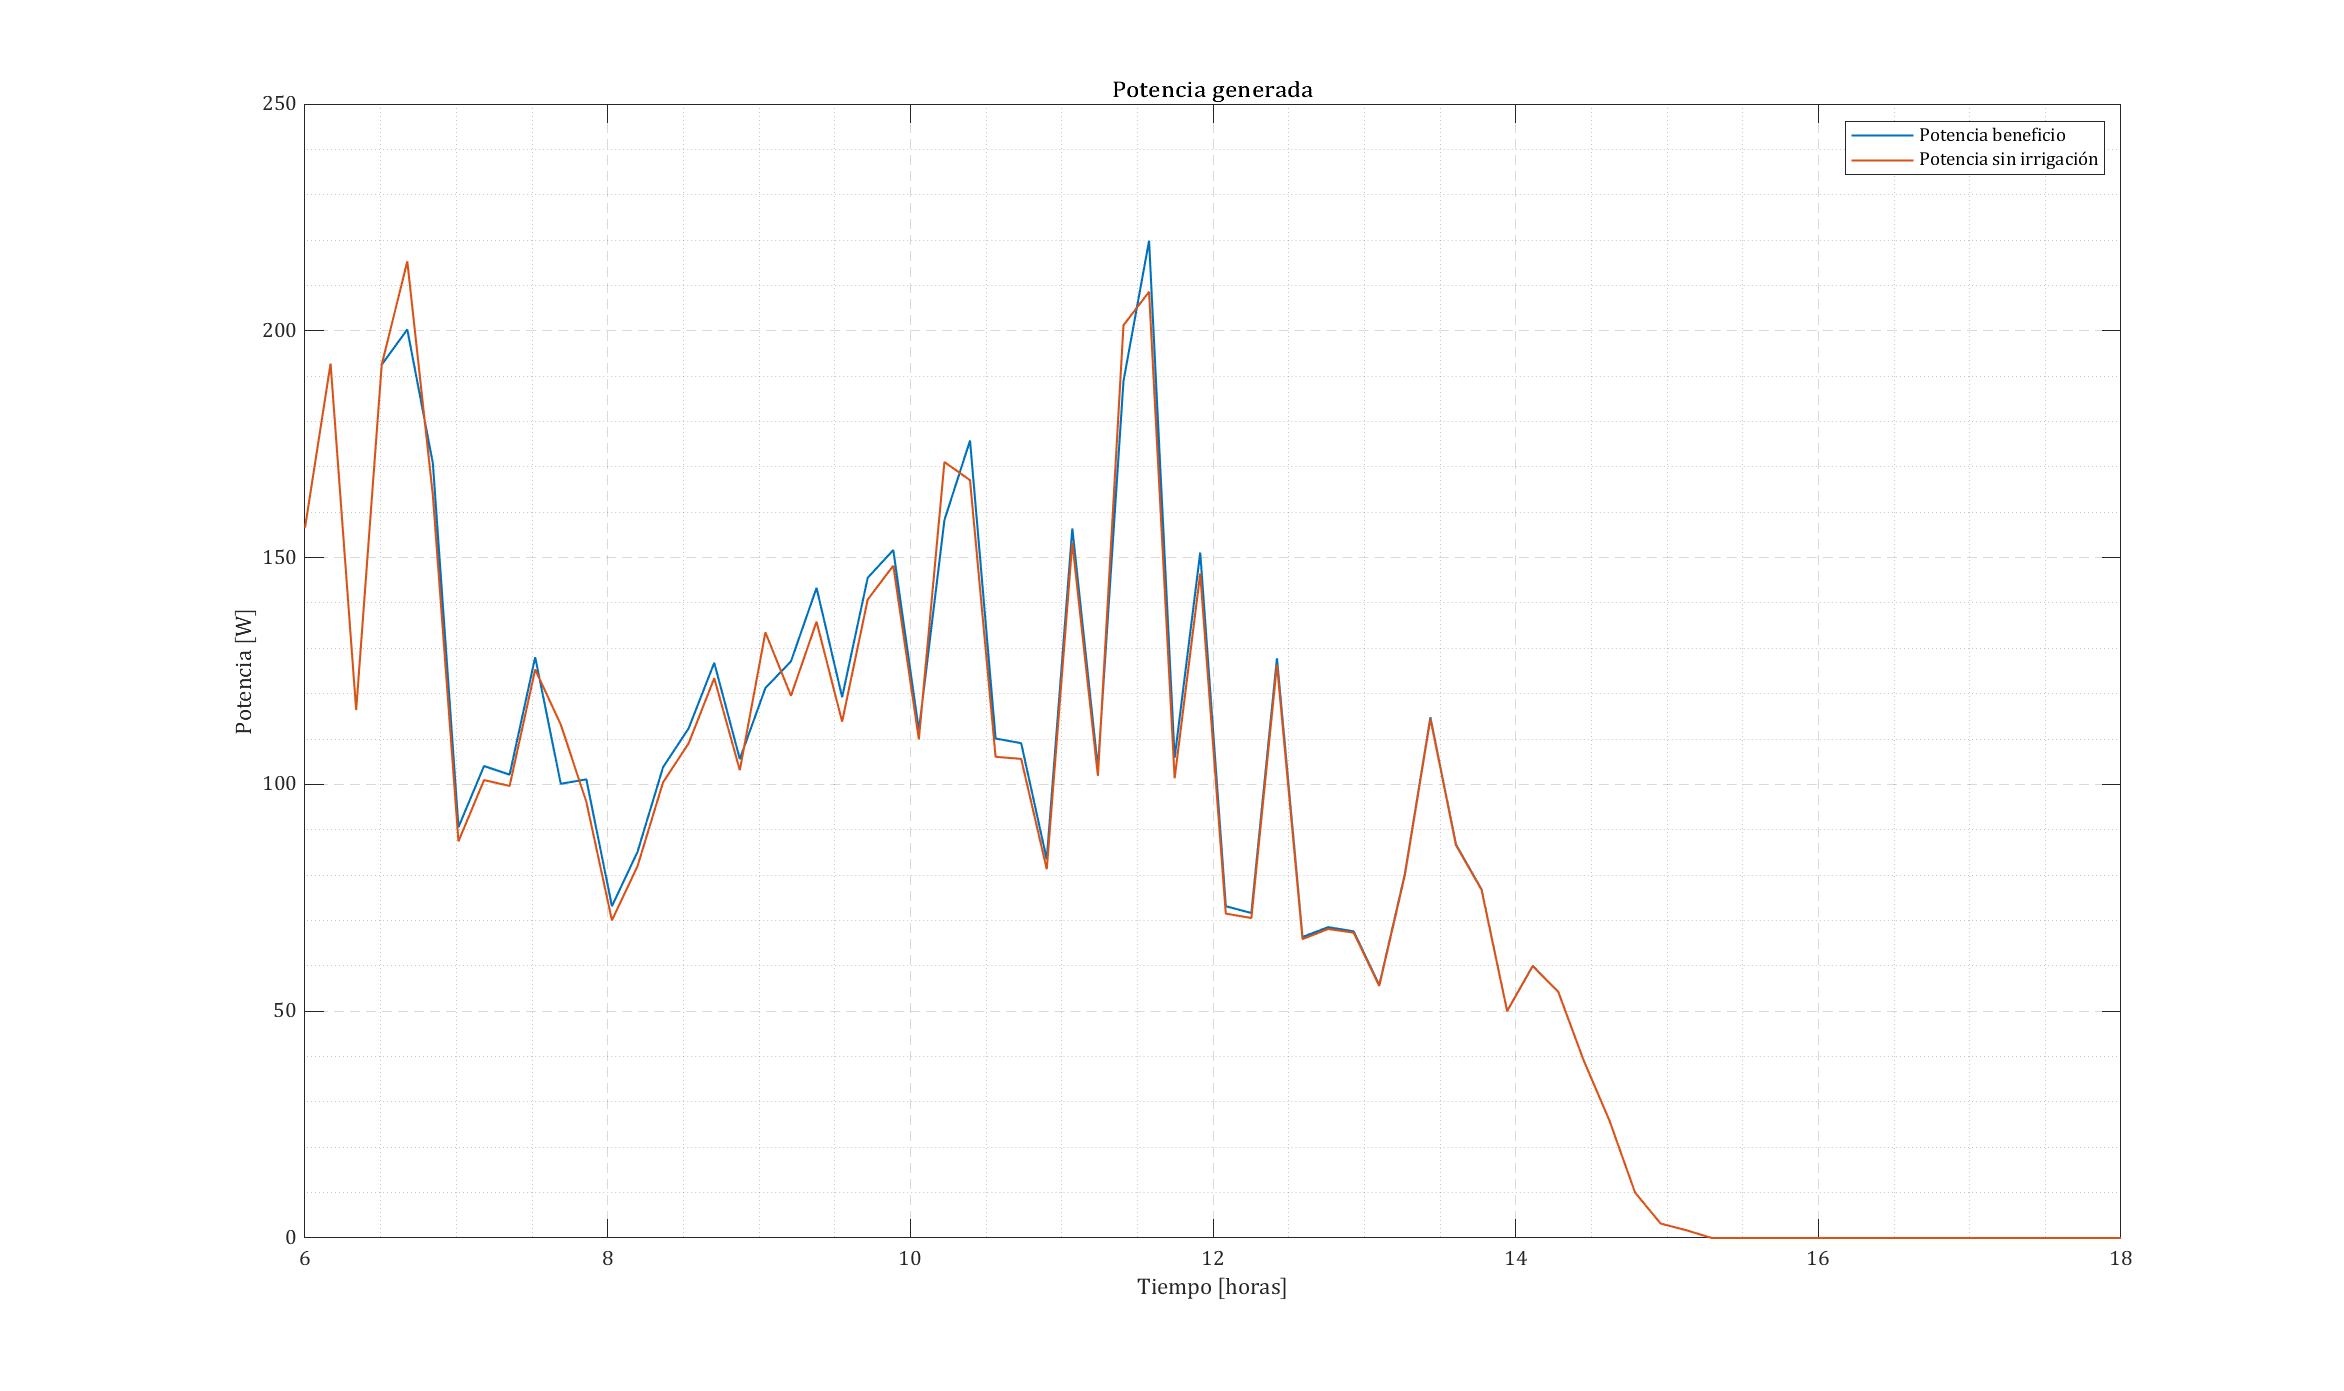 Potencia generada
250
200
150
100
50
0
Potencia [W]
Potencia beneficio
Potencia sin irrigación
6 8 10 12 14 16 18
Tiempo [horas]